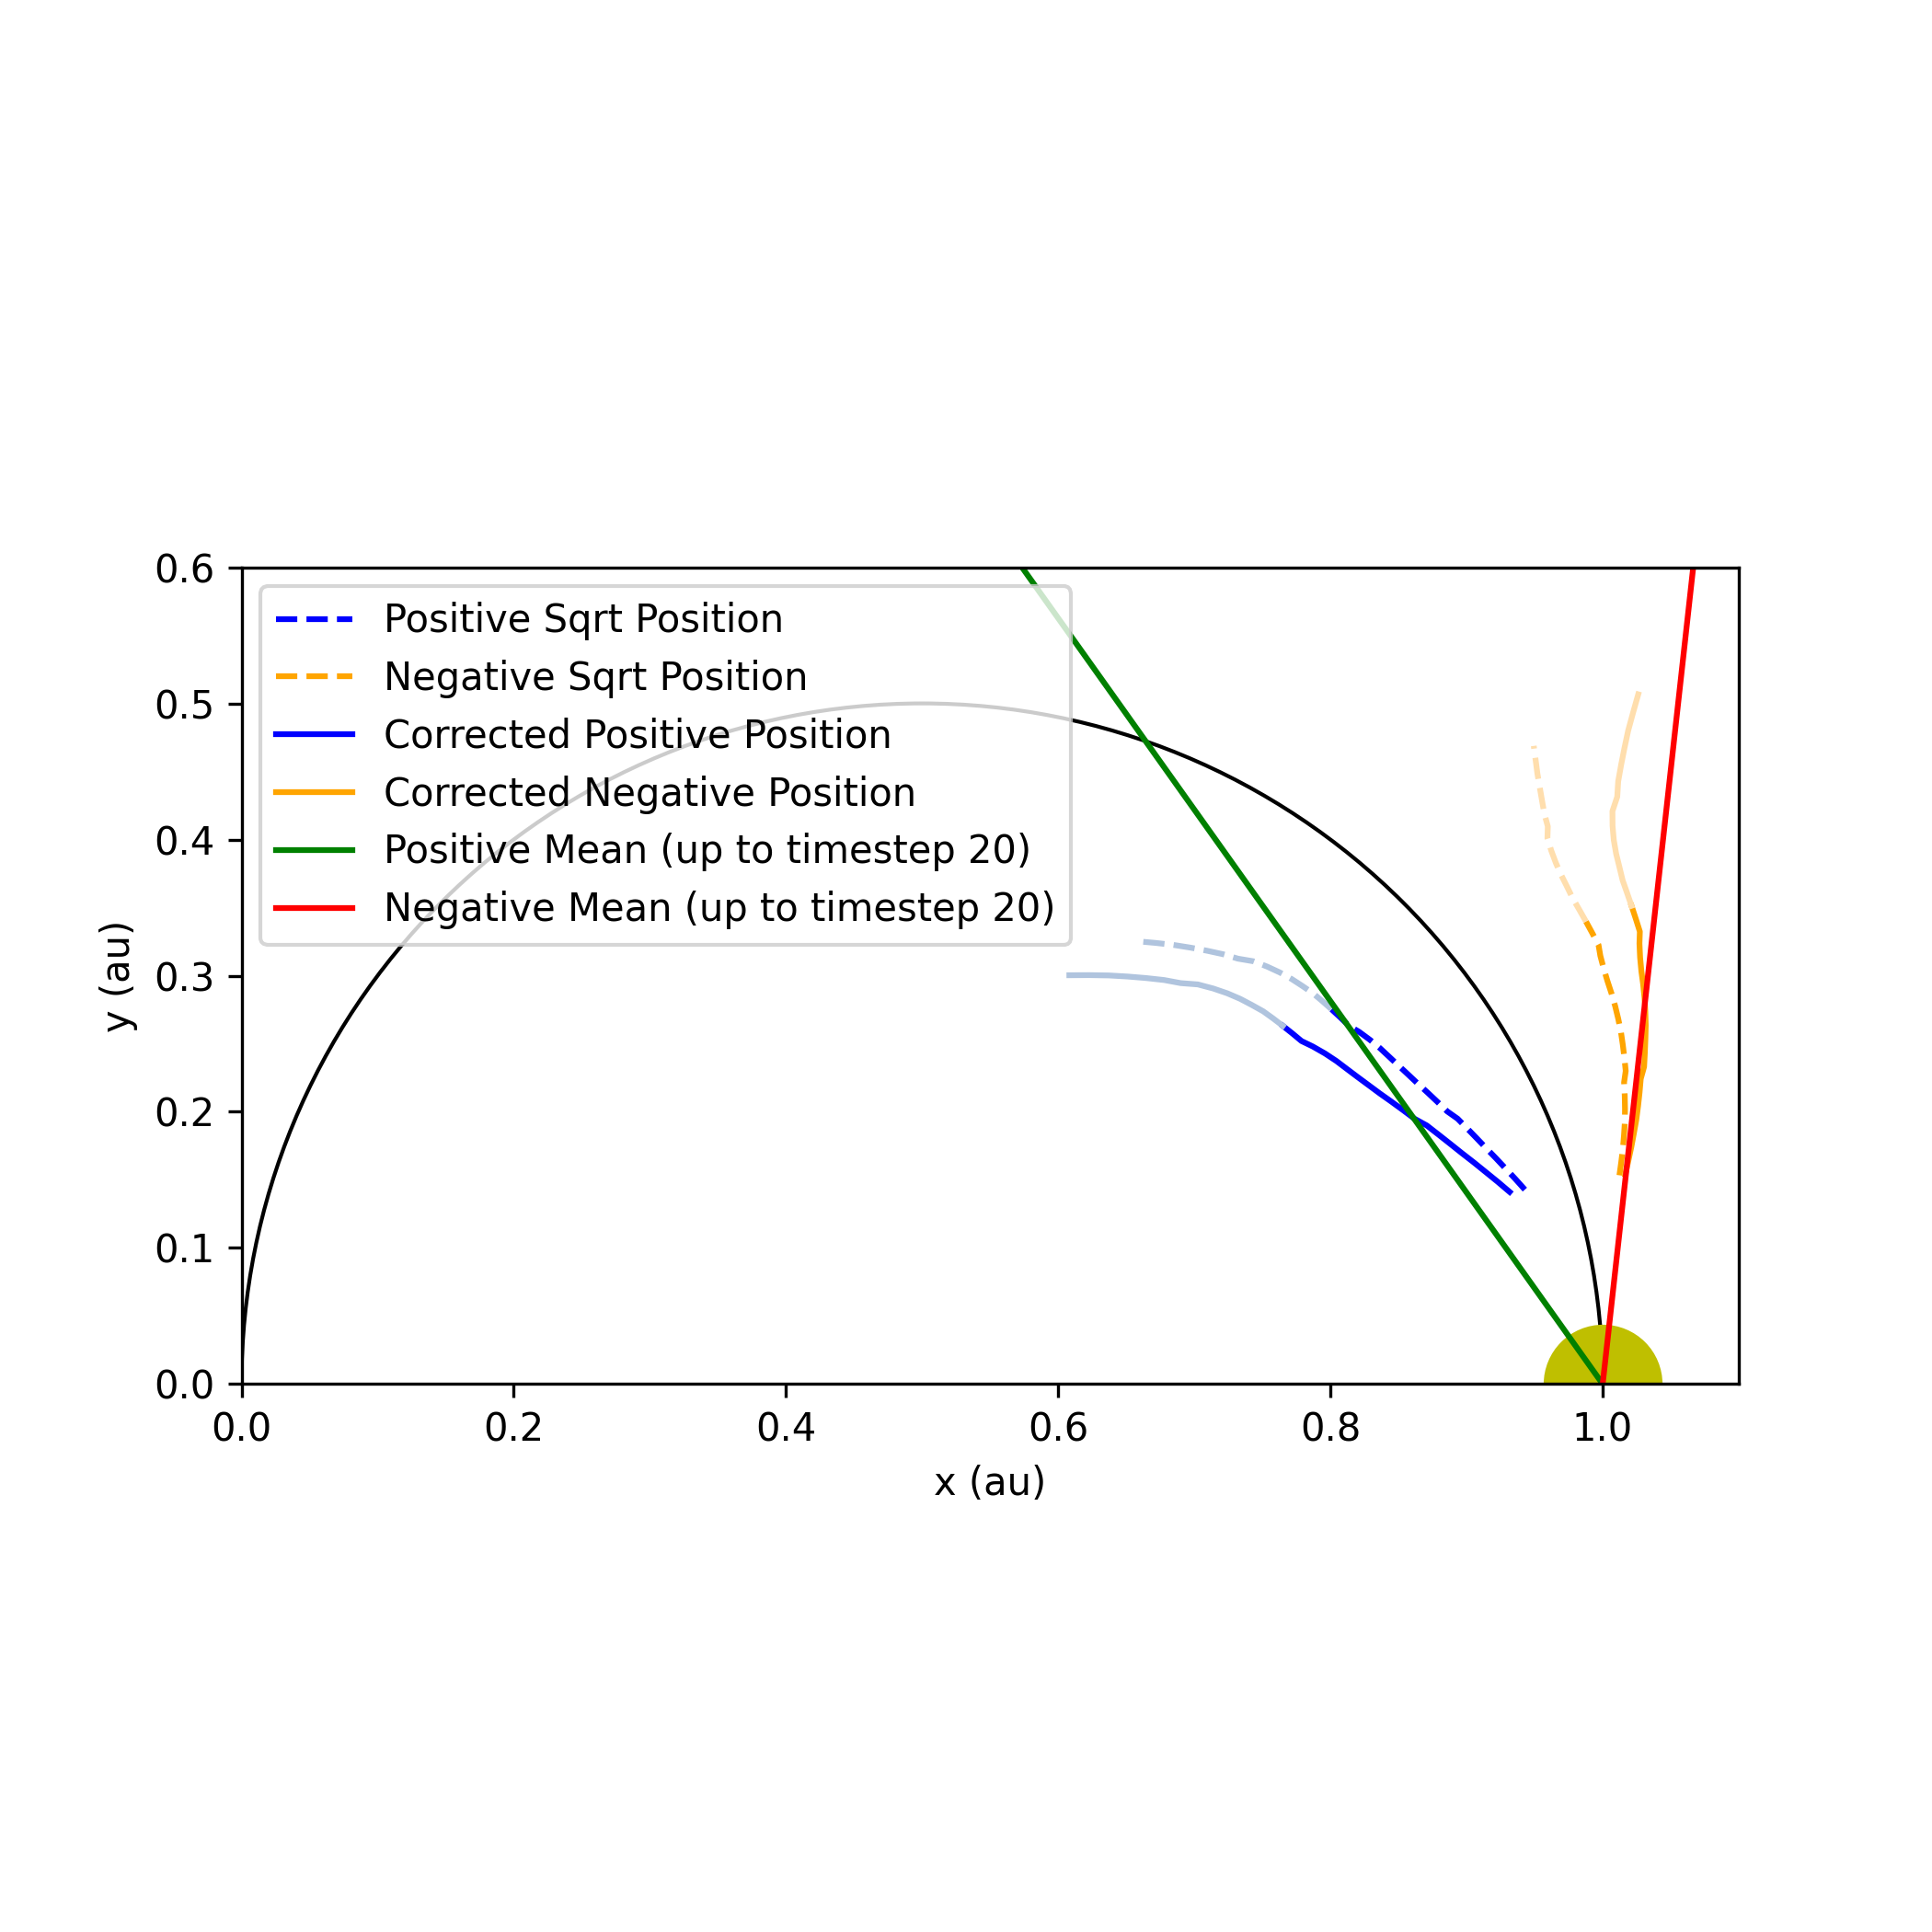 0.6
0.5
0.4
0.3
0.2
0.1
0.0
y (au)
Positive Sqrt Position
Negative Sqrt Position
Corrected Positive Position
Corrected Negative Position
Positive Mean (up to timestep 20)
Negative Mean (up to timestep 20)
0.0 0.2 0.4 0.6 0.8 1.0
x (au)